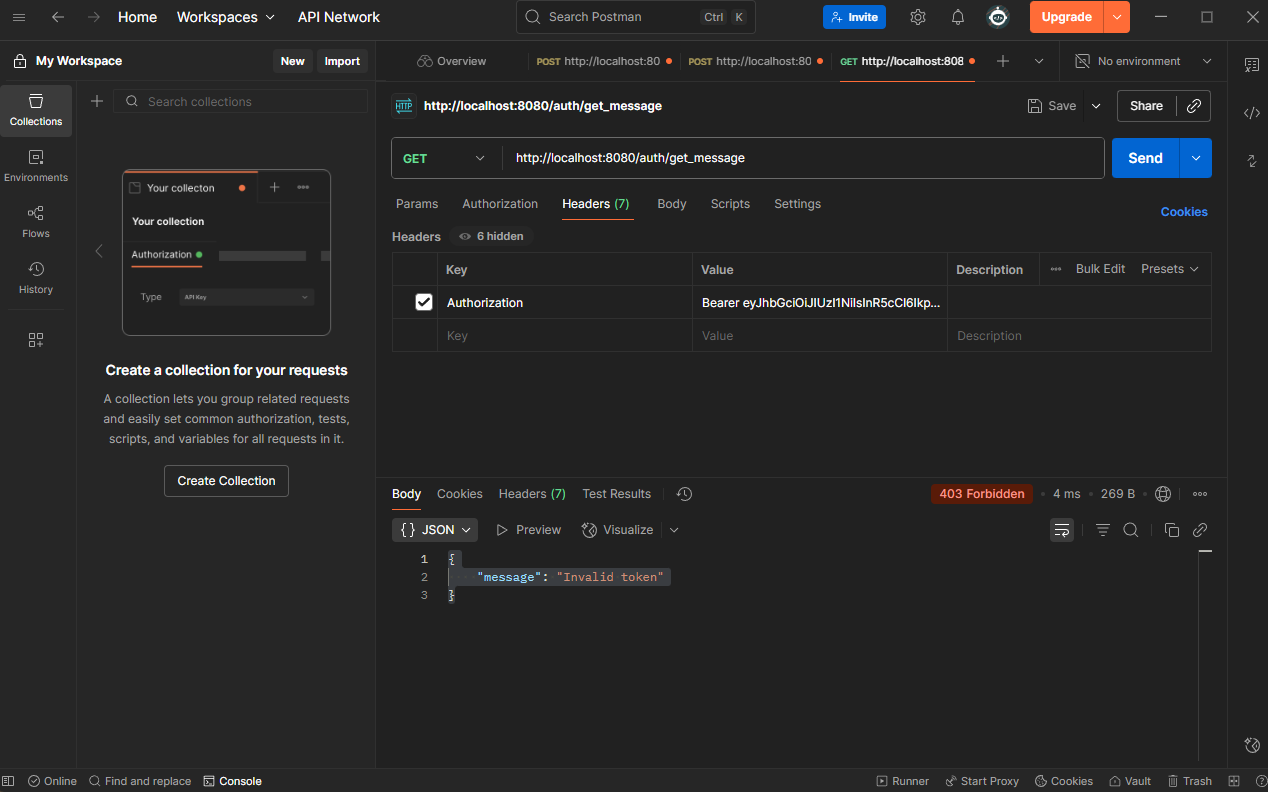 Home Workspaces API Network Search Postman Ctrl K Invite Upgrade
My Workspace New Import Overview POST http://localhost:80 POST http://localhost:80 GET http://localhost:808 No environment
Collections
Search collections
HTTP http://localhost:8080/auth/get_message Save Share
GET http://localhost:8080/auth/get_message Send
Environments
Flows
History
Your collecton
Your collection
Authorization
Type API Key
Create a collection for your requests
A collection lets you group related requests
and easily set common authorization, tests,
scripts, and variables for all requests in it.
Create Collection
Params Authorization Headers (7) Body Scripts Settings Cookies
Headers 6 hidden
Key Value Description Bulk Edit Presets
Authorization Bearer eyJhbGciOiJIUzI1NiIsInR5cCI6Ikp...
Key Value Description
Body Cookies Headers (7) Test Results 403 Forbidden 4 ms 269 B
{} JSON Preview Visualize
1 {
2 "message": "Invalid token"
3 }
Online Find and replace Console Runner Start Proxy Cookies Vault Trash